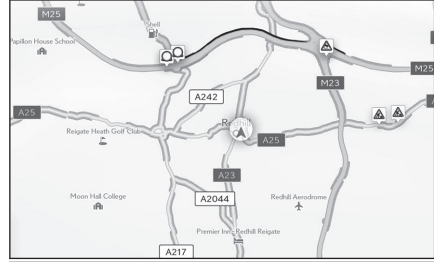 M25
Shell
Papillon House School
M25
M23
A242
A25
Reigate Heath Golf Club
Redhill
A25
A23
Moon Hall College
A2044
Redhill Aerodrome
Premier Inn Redhill Reigate
A217